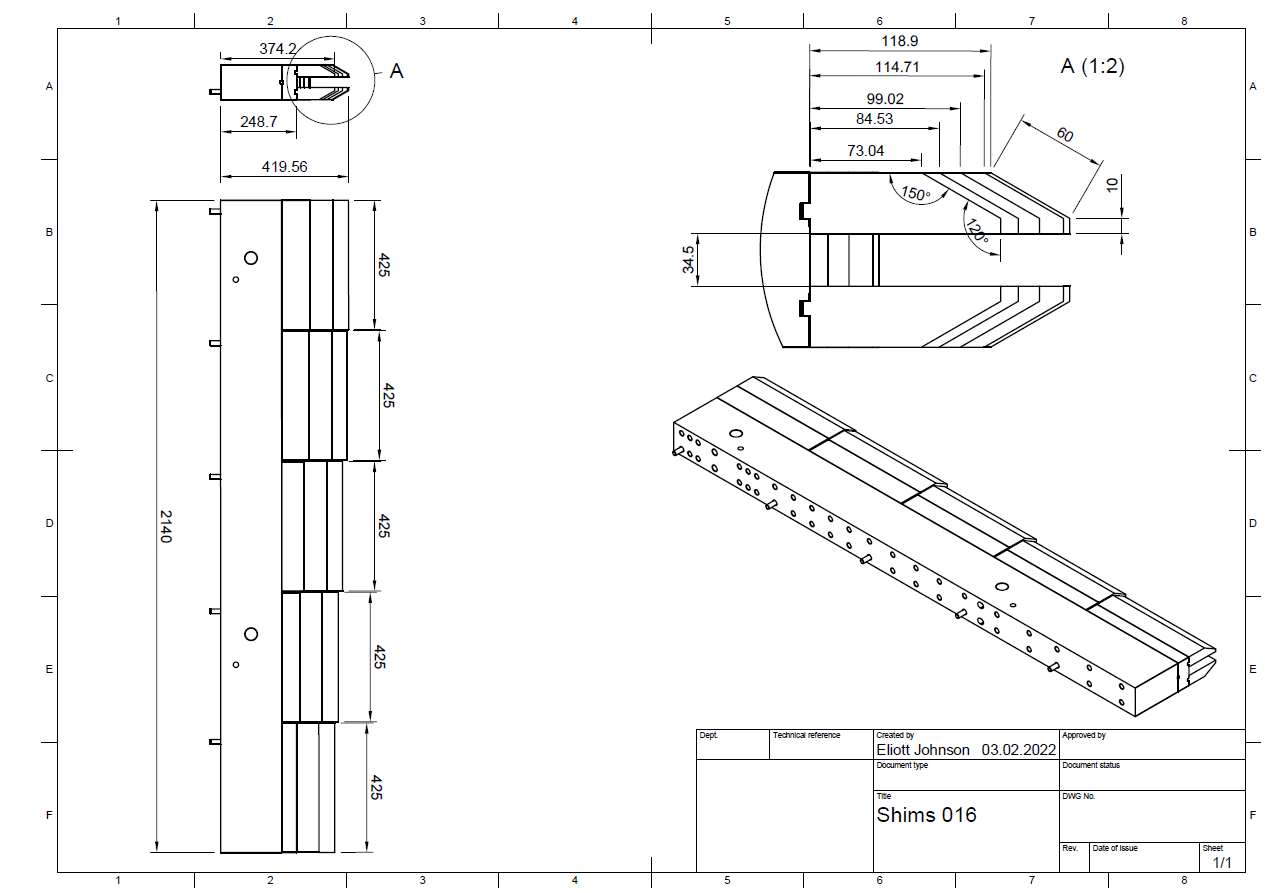 1 2 3 4 5 6 7 8
A
B
C
D
E
F
374.2
A
248.7
419.56
2140
425
425
425
425
425
118.9
A (1:2)
114.71
99.02
84.53
73.04
60
10
150°
120°
34.5
A
B
C
D
E
F
Dept.
Technical reference
Created by
Eliott Johnson 03.02.2022
Approved by
Document type
Document status
Title
Shims 016
DWG No.
Rev.
Date of issue
Sheet
1/1
1 2 3 4 5 6 7 8